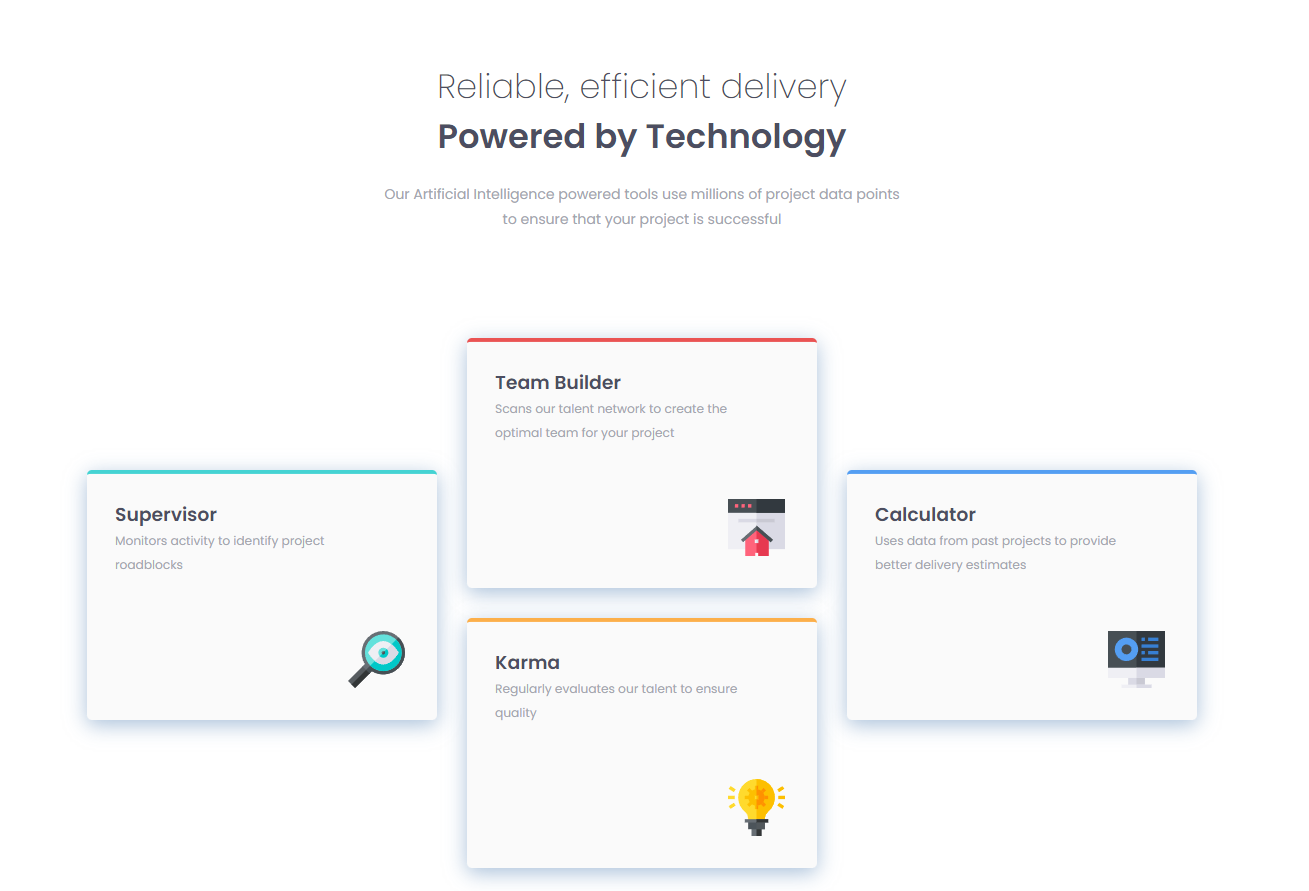 Reliable, efficient delivery
Powered by Technology
Our Artificial Intelligence powered tools use millions of project data points
to ensure that your project is successful
Team Builder
Scans our talent network to create the
optimal team for your project
Supervisor
Monitors activity to identify project
roadblocks
Calculator
Uses data from past projects to provide
better delivery estimates
Karma
Regularly evaluates our talent to ensure
quality